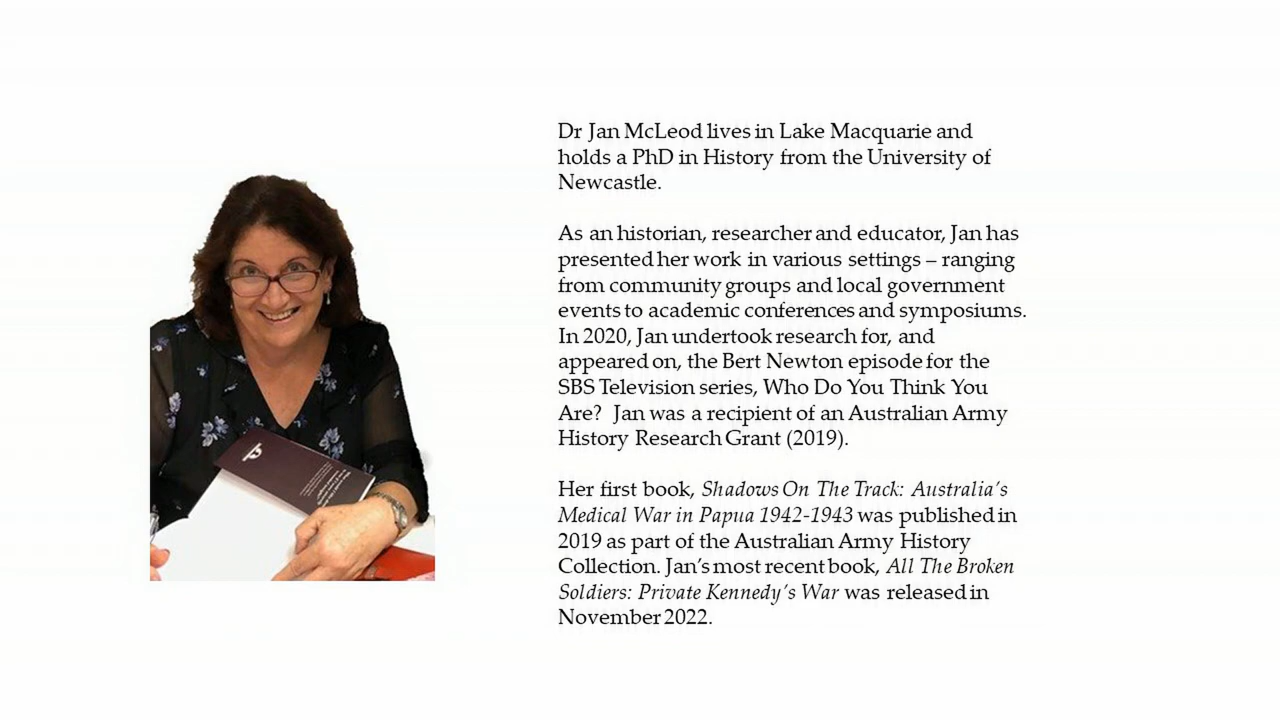 Dr Jan McLeod lives in Lake Macquarie and
holds a PhD in History from the University of
Newcastle.
As an historian, researcher and educator, Jan has
presented her work in various settings – ranging
from community groups and local government
events to academic conferences and symposiums.
In 2020, Jan undertook research for, and
appeared on, the Bert Newton episode for the
SBS Television series, Who Do You Think You
Are? Jan was a recipient of an Australian Army
History Research Grant (2019).
Her first book, Shadows On The Track: Australia's
Medical War in Papua 1942-1943 was published in
2019 as part of the Australian Army History
Collection. Jan's most recent book, All The Broken
Soldiers: Private Kennedy's War was released in
November 2022.